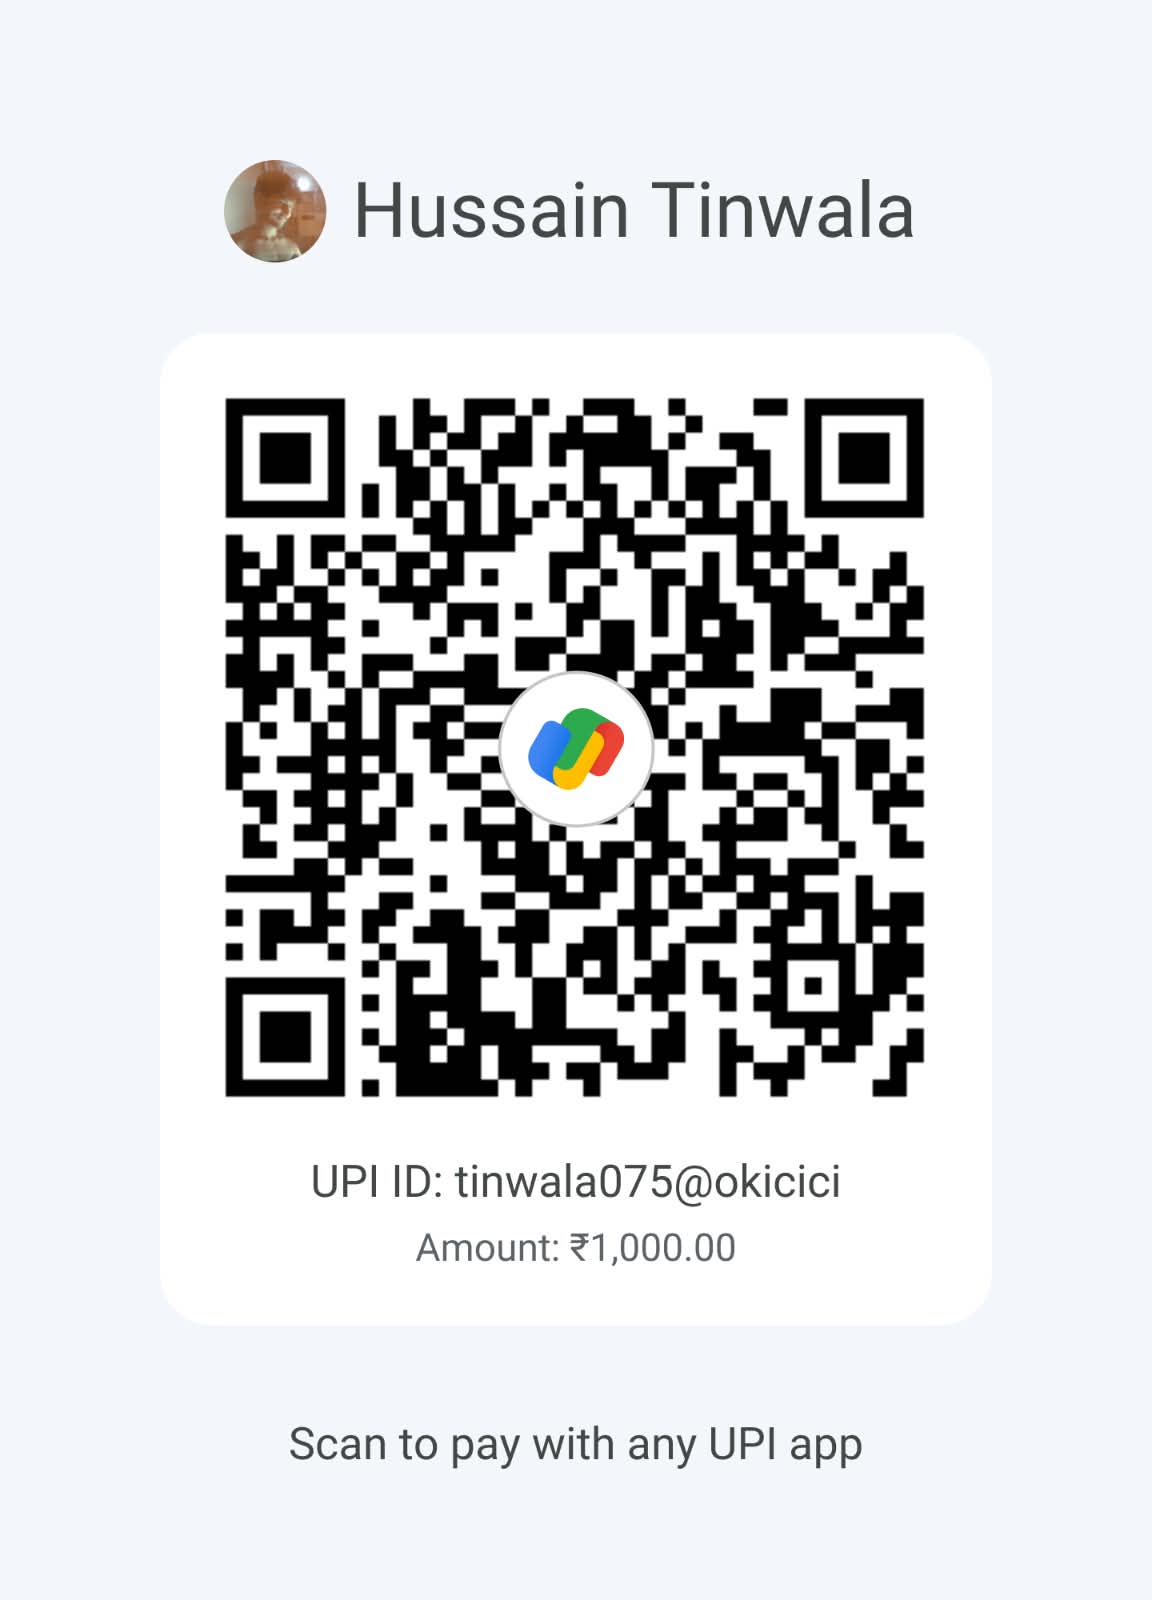 Hussain Tinwala
UPI ID: tinwala075@okicici
Amount: ₹1,000.00
Scan to pay with any UPI app